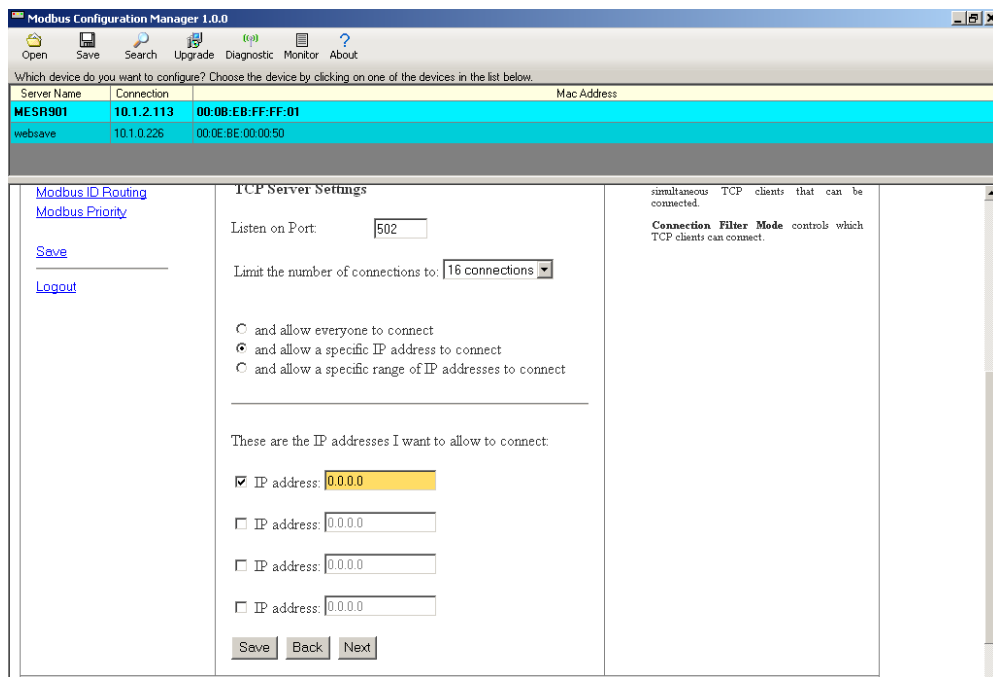 Modbus Configuration Manager 1.0.0
Open Save Search Upgrade Diagnostic Monitor About
Which device do you want to configure? Choose the device by clicking on one of the devices in the list below.
Server Name Connection Mac Address
MESR901 10.1.2.113 00:0B:EB:FF:FF:01
websave 10.1.0.226 00:0E:BE:00:00:50
Modbus ID Routing
Modbus Priority
Save
Logout
TCP Server Settings
Listen on Port: 502
Limit the number of connections to: 16 connections
and allow everyone to connect
and allow a specific IP address to connect
and allow a specific range of IP addresses to connect
These are the IP addresses I want to allow to connect:
IP address: 0.0.0.0
IP address: 0.0.0.0
IP address: 0.0.0.0
IP address: 0.0.0.0
Save Back Next
simultaneous TCP clients that can be
connected.
Connection Filter Mode controls which
TCP clients can connect.